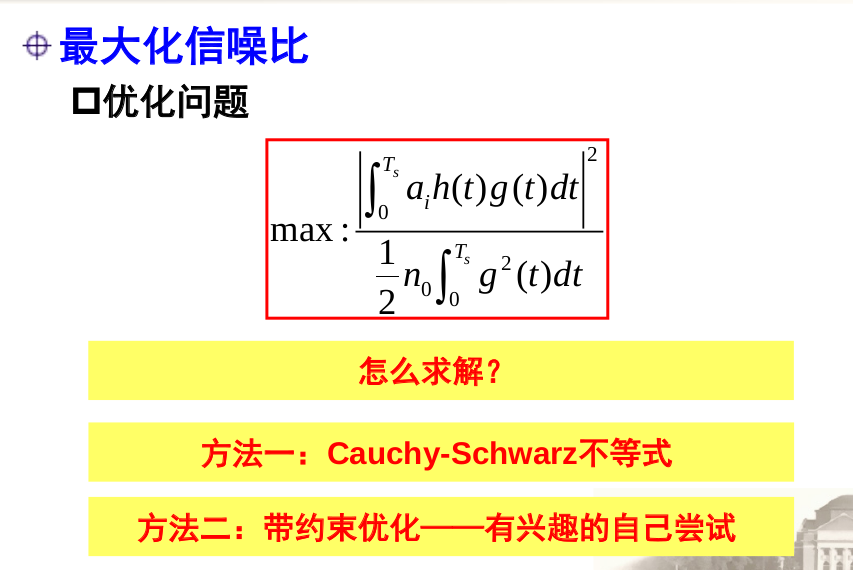 最大化信噪比
优化问题
max : \frac{\left|\int_0^{T_s} a_i h(t) g(t) dt\right|^2}{\frac{1}{2} n_0 \int_0^{T_s} g^2(t) dt}
怎么求解？
方法一：Cauchy-Schwarz不等式
方法二：带约束优化——有兴趣的自己尝试